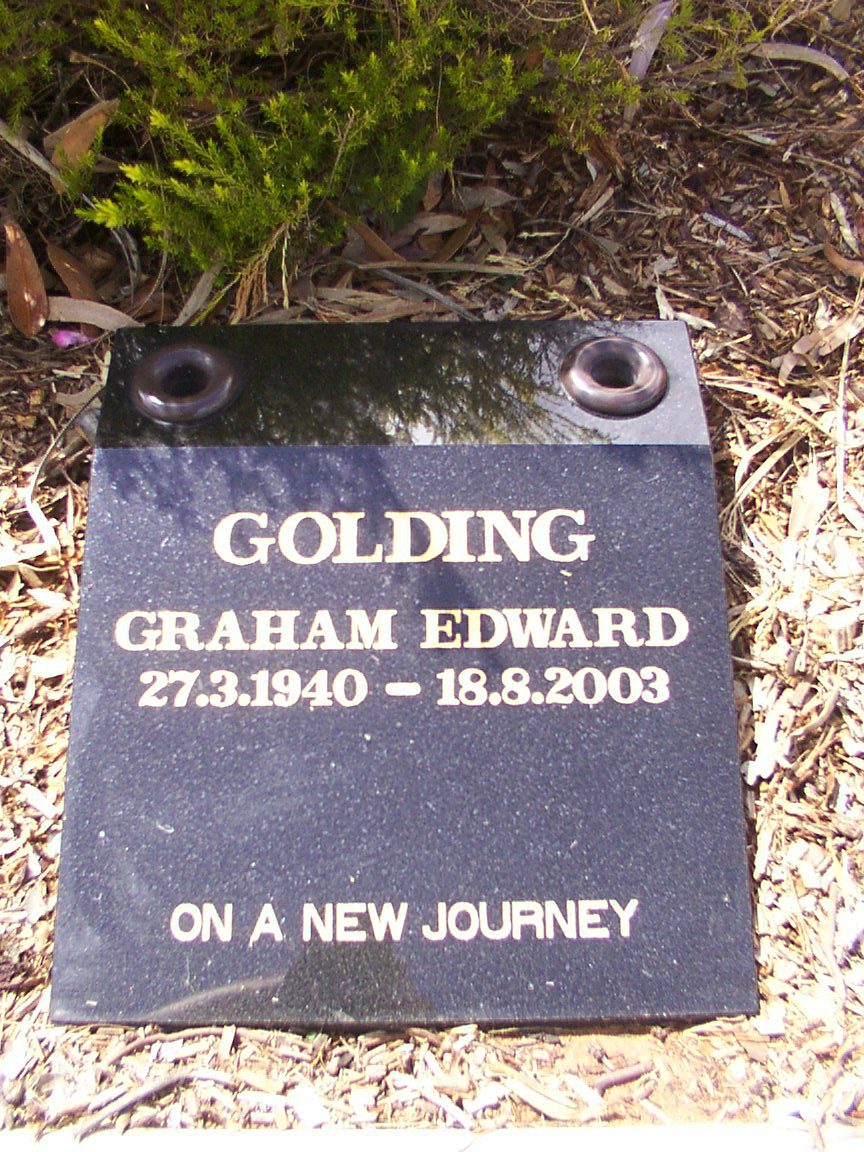 GOLDING
GRAHAM EDWARD
27.3.1940 – 18.8.2003
ON A NEW JOURNEY